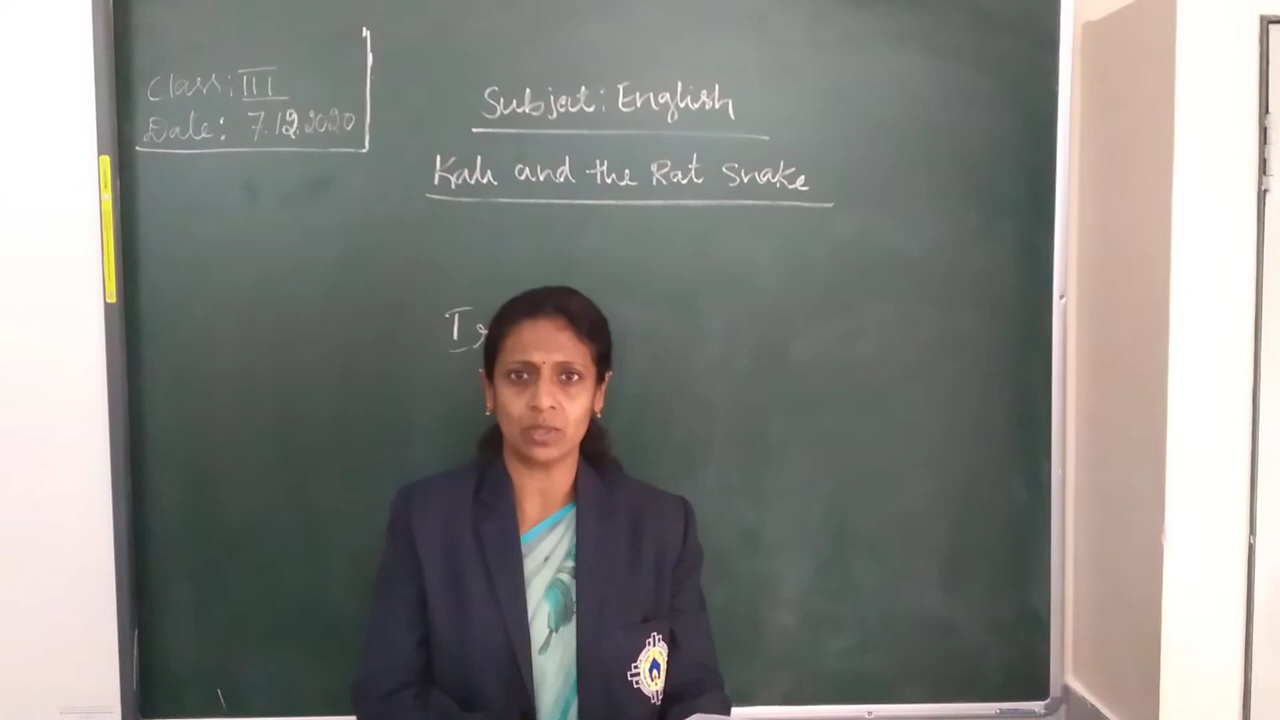 Class: III
Date: 7.12.2020
Subject: English
Kali and the Rat Snake